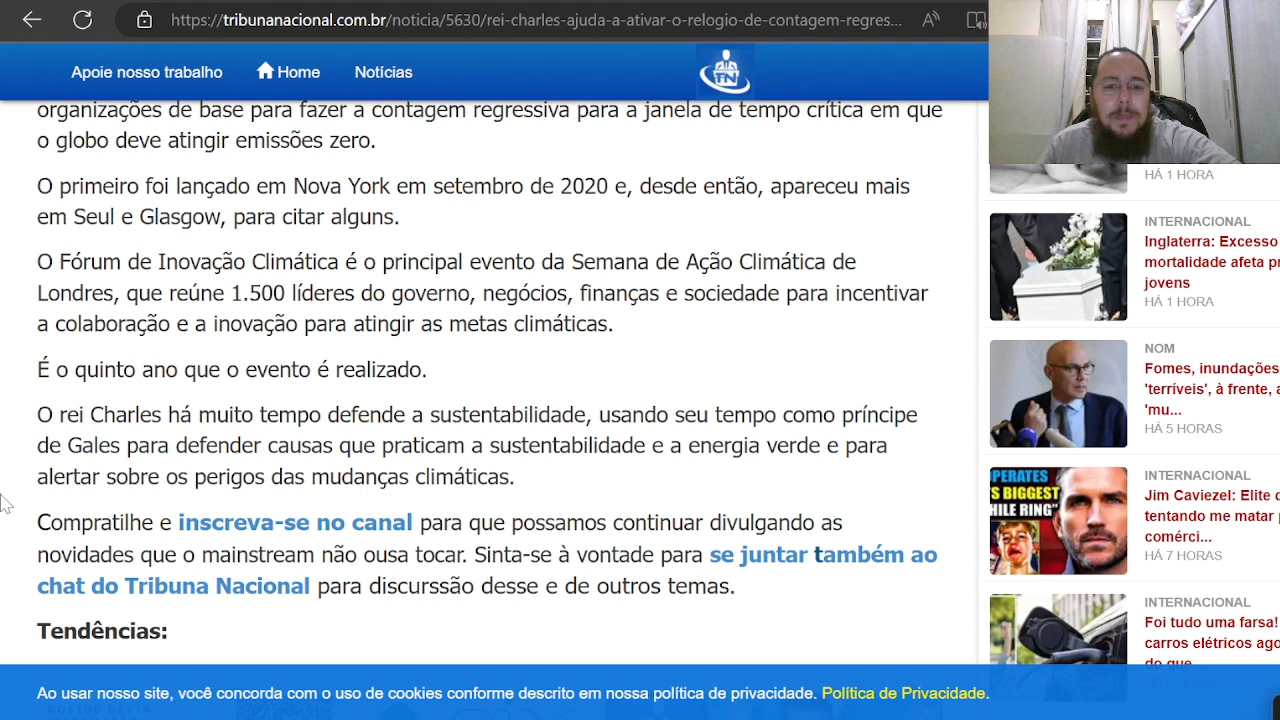 https://tribunanacional.com.br/noticia/5630/rei-charles-ajuda-a-ativar-o-relogio-de-contagem-regres...
Apoie nosso trabalho
Home
Notícias
TN
organizações de base para fazer a contagem regressiva para a janela de tempo crítica em que
o globo deve atingir emissões zero.
O primeiro foi lançado em Nova York em setembro de 2020 e, desde então, apareceu mais
em Seul e Glasgow, para citar alguns.
O Fórum de Inovação Climática é o principal evento da Semana de Ação Climática de
Londres, que reúne 1.500 líderes do governo, negócios, finanças e sociedade para incentivar
a colaboração e a inovação para atingir as metas climáticas.
É o quinto ano que o evento é realizado.
O rei Charles há muito tempo defende a sustentabilidade, usando seu tempo como príncipe
de Gales para defender causas que praticam a sustentabilidade e a energia verde e para
alertar sobre os perigos das mudanças climáticas.
Compratilhe e inscreva-se no canal para que possamos continuar divulgando as
novidades que o mainstream não ousa tocar. Sinta-se à vontade para se juntar também ao
chat do Tribuna Nacional para discurssão desse e de outros temas.
Tendências:
Ao usar nosso site, você concorda com o uso de cookies conforme descrito em nossa política de privacidade. Política de Privacidade.
HÁ 1 HORA
INTERNACIONAL
Inglaterra: Excesso
mortalidade afeta pr
jovens
HÁ 1 HORA
NOM
Fomes, inundações
'terríveis', à frente, a
'mu...
HÁ 5 HORAS
OPERATES
S BIGGEST
HILE RING"
INTERNACIONAL
Jim Caviezel: Elite
tentando me matar p
comérci...
HÁ 7 HORAS
INTERNACIONAL
Foi tudo uma farsa!
carros elétricos ago
do que...